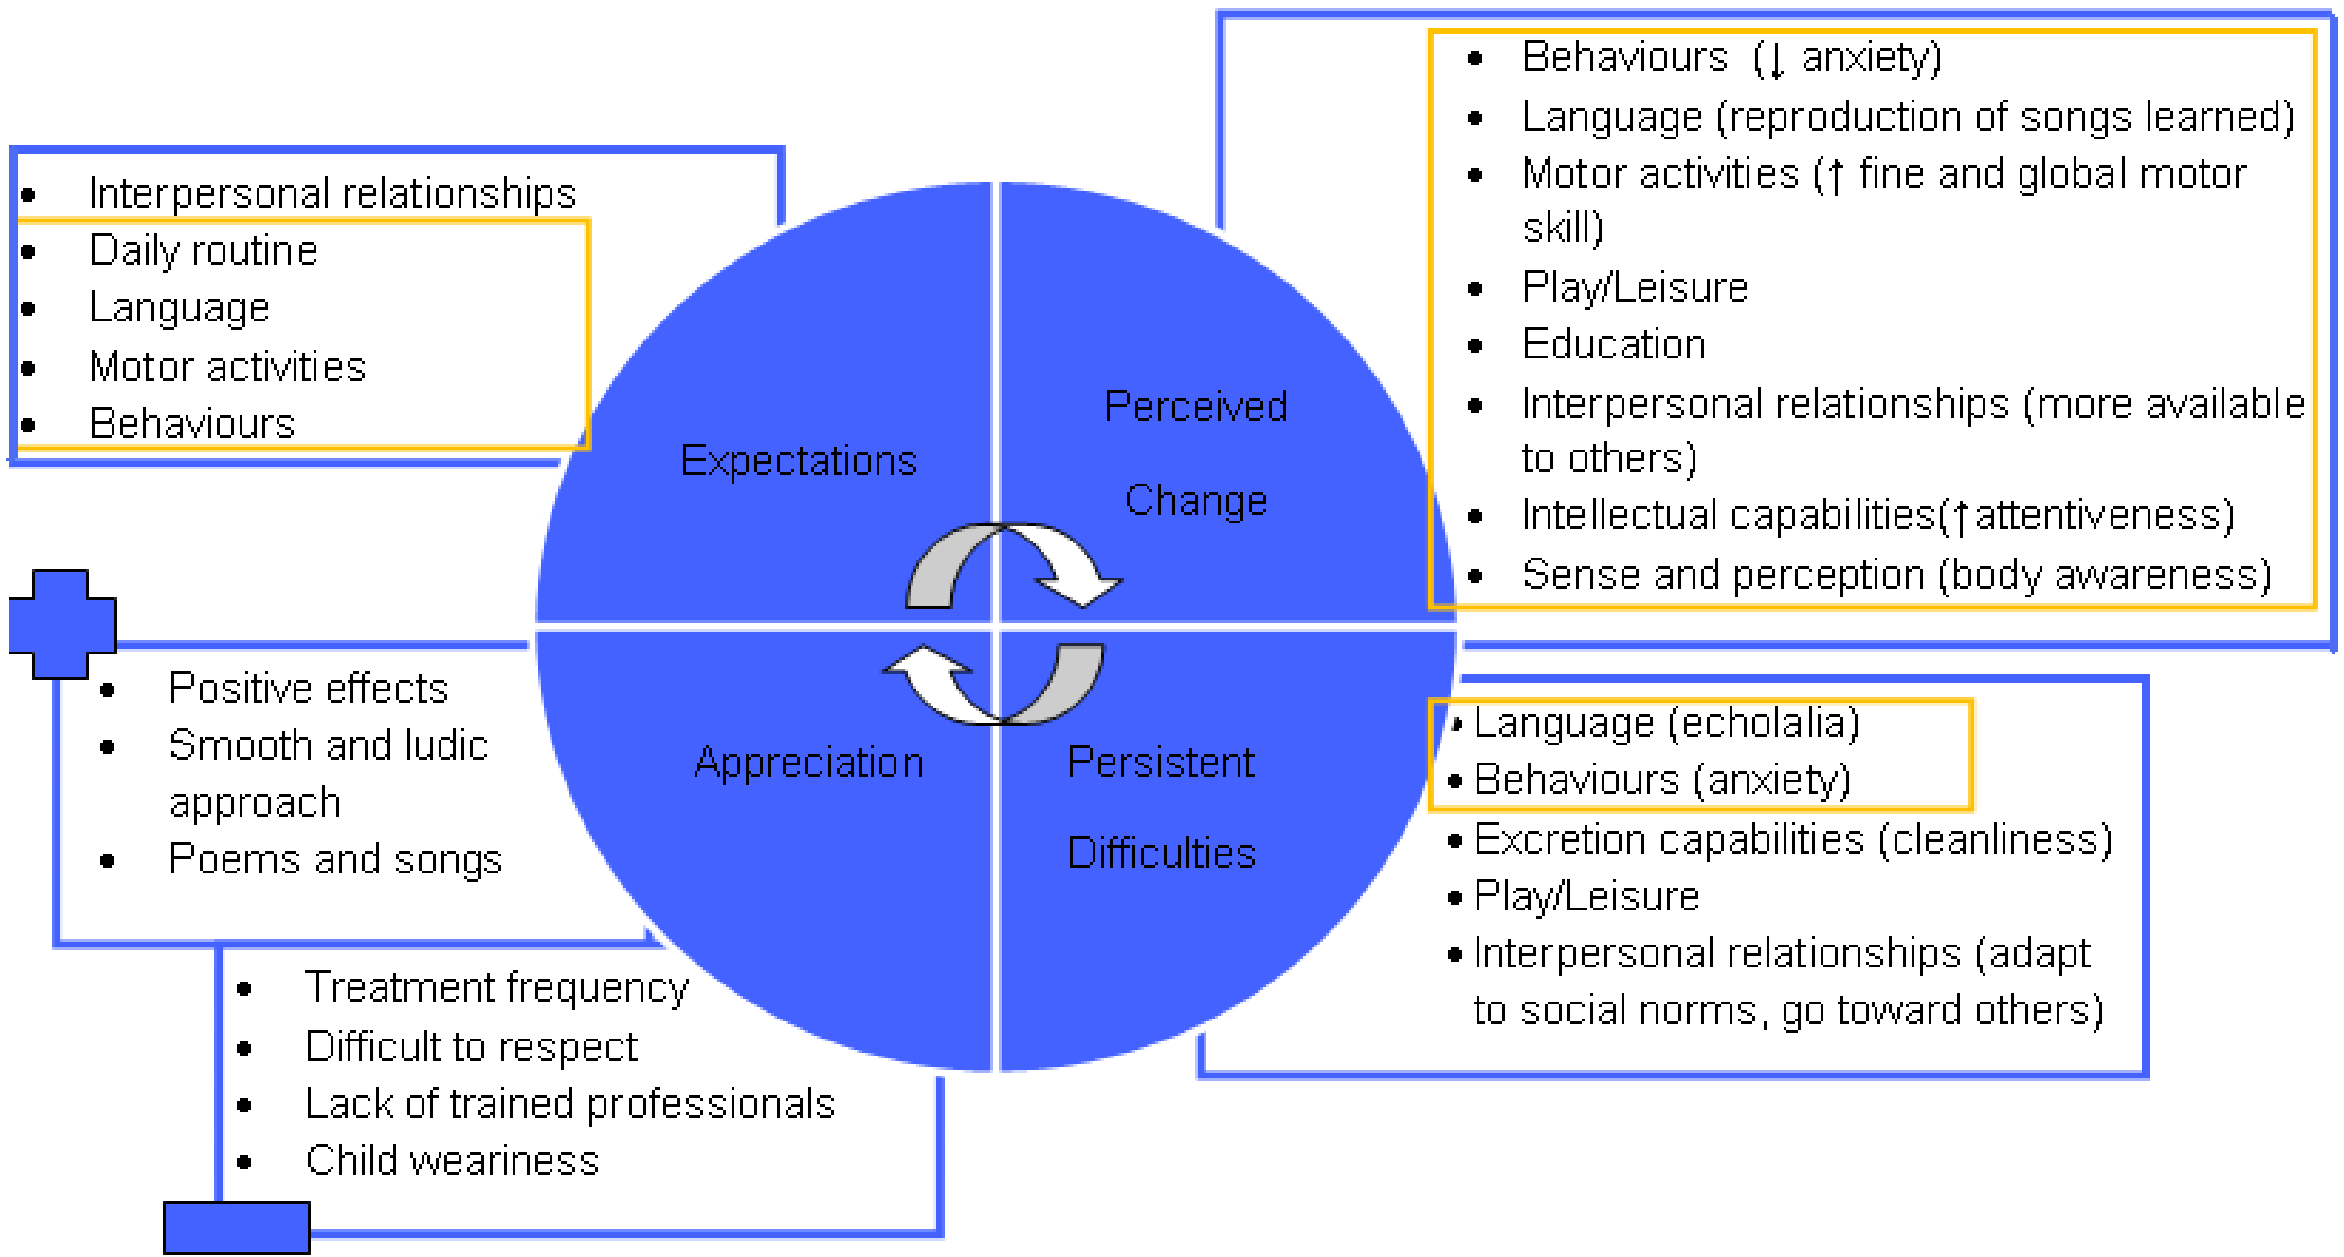 • Interpersonal relationships
• Daily routine
• Language
• Motor activities
• Behaviours
Expectations
• Behaviours (↓ anxiety)
• Language (reproduction of songs learned)
• Motor activities (↑ fine and global motor
skill)
• Play/Leisure
• Education
• Interpersonal relationships (more available
to others)
• Intellectual capabilities(↑attentiveness)
• Sense and perception (body awareness)
Perceived
Change
• Positive effects
• Smooth and ludic
approach
• Poems and songs
Appreciation
• Treatment frequency
• Difficult to respect
• Lack of trained professionals
• Child weariness
Persistent
Difficulties
• Language (echolalia)
• Behaviours (anxiety)
• Excretion capabilities (cleanliness)
• Play/Leisure
• Interpersonal relationships (adapt
to social norms, go toward others)